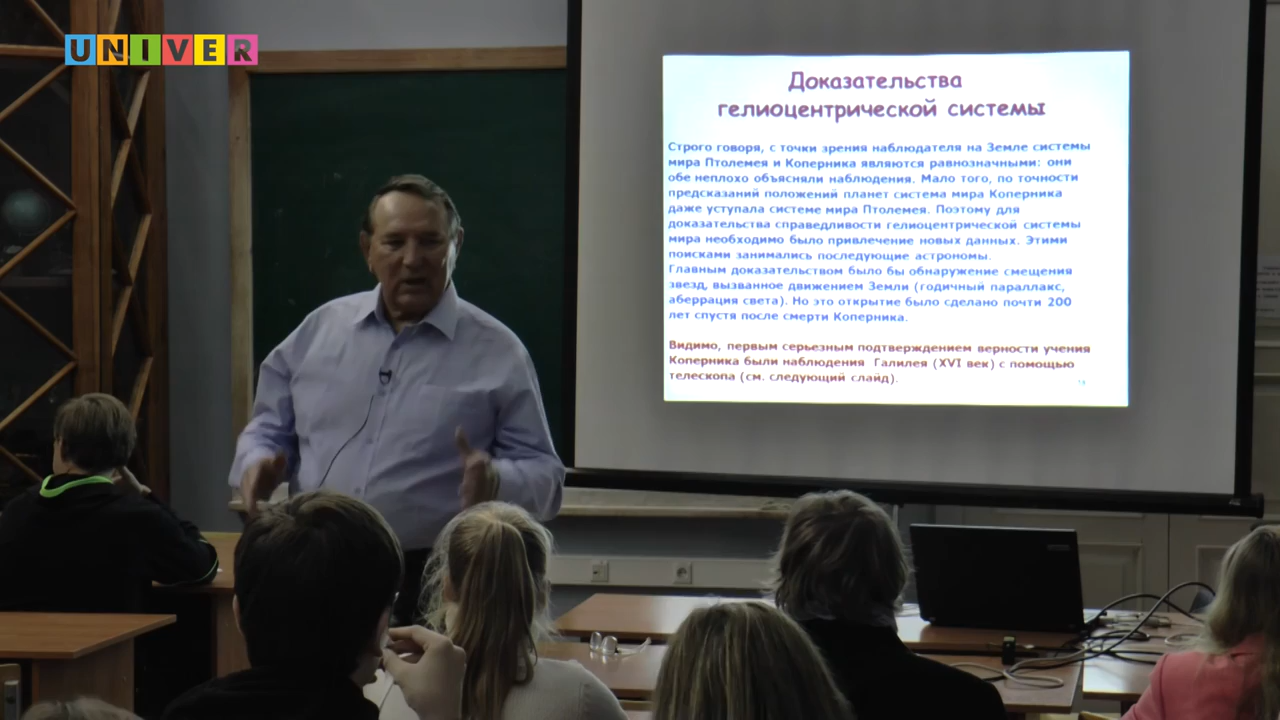 UNIVER
Доказательства
гелиоцентрической системы
Строго говоря, с точки зрения наблюдателя на Земле системы
мира Птолемея и Коперника являются равнозначными: они
обе неплохо объясняли наблюдения. Мало того, по точности
предсказаний положений планет система мира Коперника
даже уступала системе мира Птолемея. Поэтому для
доказательства справедливости гелиоцентрической системы
мира необходимо было привлечение новых данных. Этими
поисками занимались последующие астрономы.
Главным доказательством было бы обнаружение смещения
звезд, вызванное движением Земли (годичный параллакс,
аберрация света). Но это открытие было сделано почти 200
лет спустя после смерти Коперника.
Видимо, первым серьезным подтверждением верности учения
Коперника были наблюдения Галилея (XVI век) с помощью
телескопа (см. следующий слайд).